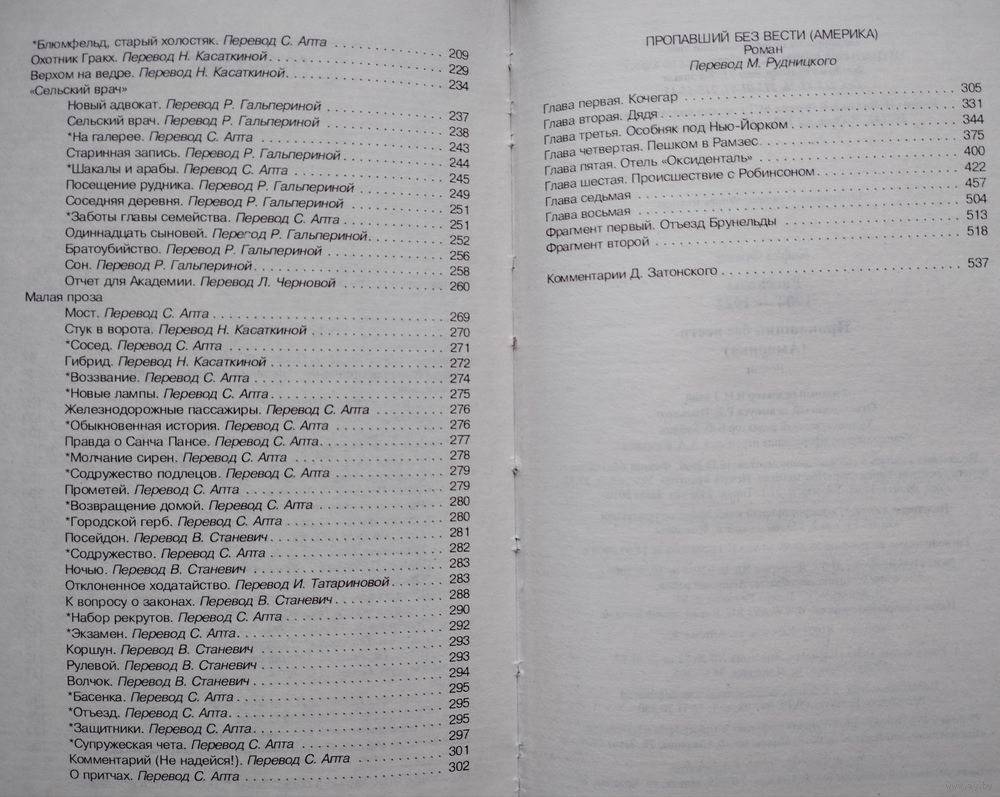 *Блюмфельд, старый холостяк. Перевод С. Апта . . . . . . . . . . 209
Охотник Гракх. Перевод Н. Касаткиной. . . . . . . . . . 229
Верхом на ведре. Перевод Н. Касаткиной. . . . . . . . . . 234
«Сельский врач»
Новый адвокат. Перевод Р. Гальпериной . . . . . . . . . . 237
Сельский врач. Перевод Р. Гальпериной . . . . . . . . . . 238
*На галерее. Перевод С. Апта . . . . . . . . . . 243
Старинная запись. Перевод Р. Гальпериной. . . . . . . . . . 244
*Шакалы и арабы. Перевод С. Апта . . . . . . . . . . 245
Посещение рудника. Перевод Р. Гальпериной . . . . . . . . . . 249
Соседняя деревня. Перевод Р. Гальпериной . . . . . . . . . . 251
*Заботы главы семейства. Перевод С. Апта . . . . . . . . . . 251
Одиннадцать сыновей. Перевод Р. Гальпериной. . . . . . . . . . 252
Братоубийство. Перевод Р. Гальпериной . . . . . . . . . . 256
Сон. Перевод Р. Гальпериной. . . . . . . . . . 258
Отчет для Академии. Перевод Л. Черновой . . . . . . . . . . 260
Малая проза
Мост. Перевод С. Апта . . . . . . . . . . 269
Стук в ворота. Перевод Н. Касаткиной . . . . . . . . . . 270
*Сосед. Перевод С. Апта . . . . . . . . . . 271
Гибрид. Перевод Н. Касаткиной . . . . . . . . . . 272
*Воззвание. Перевод С. Апта . . . . . . . . . . 274
*Новые лампы. Перевод С. Апта. . . . . . . . . . 275
Железнодорожные пассажиры. Перевод С. Апта . . . . . . . . . . 276
*Обыкновенная история. Перевод С. Апта . . . . . . . . . . 276
Правда о Санча Пансе. Перевод С. Апта. . . . . . . . . . 277
*Молчание сирен. Перевод С. Апта . . . . . . . . . . 278
*Содружество подлецов. Перевод С. Апта . . . . . . . . . . 279
Прометей. Перевод С. Апта . . . . . . . . . . 279
*Возвращение домой. Перевод С. Апта . . . . . . . . . . 280
*Городской герб. Перевод С. Апта . . . . . . . . . . 280
Посейдон. Перевод В. Станевич. . . . . . . . . . 281
*Содружество. Перевод С. Апта . . . . . . . . . . 282
Ночью. Перевод В. Станевич . . . . . . . . . . 283
Отклоненное ходатайство. Перевод И. Татариновой. . . . . . . . . . 283
К вопросу о законах. Перевод В. Станевич. . . . . . . . . . 288
*Набор рекрутов. Перевод С. Апта . . . . . . . . . . 290
*Экзамен. Перевод С. Апта. . . . . . . . . . 292
Коршун. Перевод В. Станевич . . . . . . . . . . 293
Рулевой. Перевод В. Станевич . . . . . . . . . . 293
Волчок. Перевод В. Станевич . . . . . . . . . . 294
*Басенка. Перевод С. Апта . . . . . . . . . . 295
*Отъезд. Перевод С. Апта. . . . . . . . . . 295
*Защитники. Перевод С. Апта. . . . . . . . . . 295
*Супружеская чета. Перевод С. Апта . . . . . . . . . . 297
Комментарий (Не надейся!). Перевод С. Апта . . . . . . . . . . 301
О притчах. Перевод С. Апта . . . . . . . . . . 302
ПРОПАВШИЙ БЕЗ ВЕСТИ (АМЕРИКА)
Роман
Перевод М. Рудницкого
Глава первая. Кочегар . . . . . . . . . . 305
Глава вторая. Дядя. . . . . . . . . . 331
Глава третья. Особняк под Нью-Йорком . . . . . . . . . . 344
Глава четвертая. Пешком в Рамзес. . . . . . . . . . 375
Глава пятая. Отель «Оксиденталь» . . . . . . . . . . 400
Глава шестая. Происшествие с Робинсоном. . . . . . . . . . 422
Глава седьмая . . . . . . . . . . 457
Глава восьмая . . . . . . . . . . 504
Фрагмент первый. Отъезд Брунельды . . . . . . . . . . 513
Фрагмент второй . . . . . . . . . . 518
Комментарии Д. Затонского . . . . . . . . . . 537